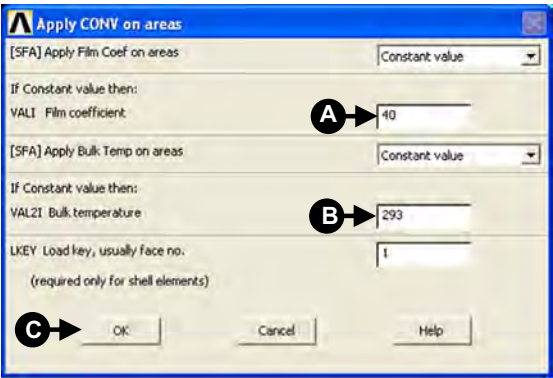 Apply CONV on areas
[SFA] Apply Film Coef on areas Constant value
If Constant value then:
VALI Film coefficient A 40
[SFA] Apply Bulk Temp on areas Constant value
If Constant value then:
VAL2I Bulk temperature B 293
LKEY Load key, usually face no. 1
(required only for shell elements)
C OK Cancel Help